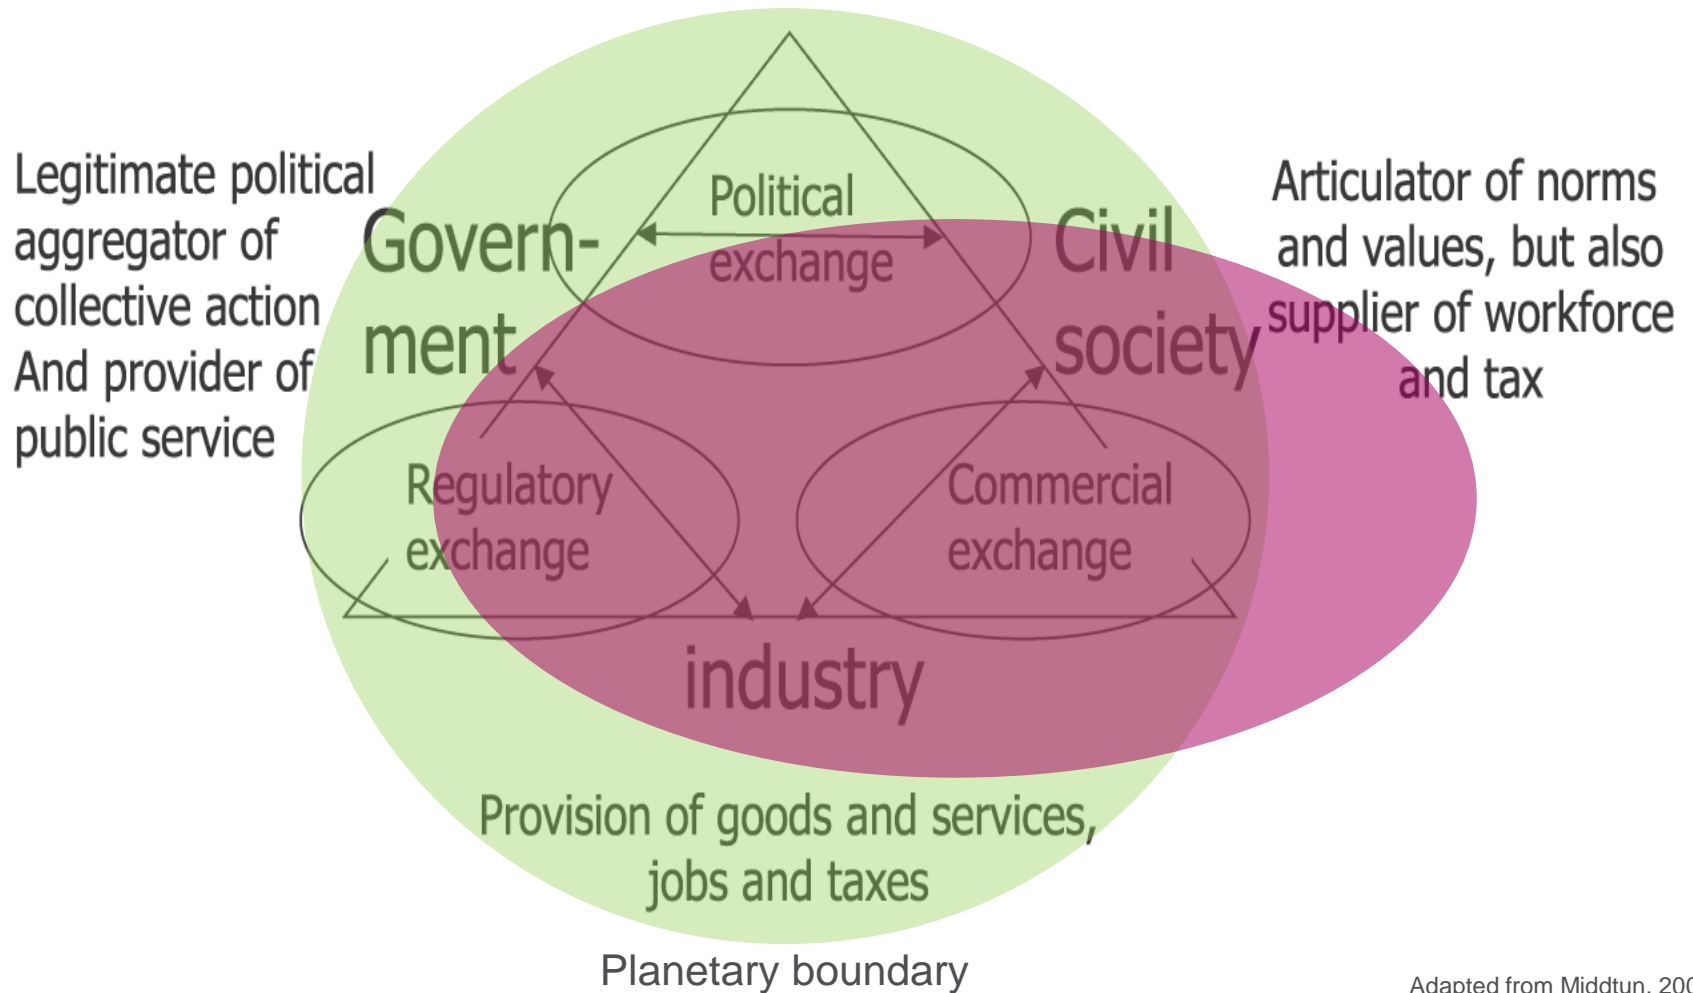 Legitimate political
aggregator of
collective action
And provider of
public service
Govern-
ment
Political
exchange
Civil
society
Articulator of norms
and values, but also
supplier of workforce
and tax
Regulatory
exchange
Commercial
exchange
industry
Provision of goods and services,
jobs and taxes
Planetary boundary
Adapted from Middtun, 200